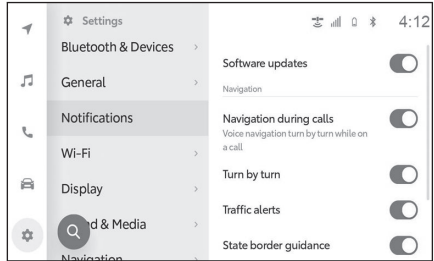 Settings
4:12
Bluetooth & Devices
General
Notifications
Wi-Fi
Display
d & Media
Navigation
Software updates
Navigation
Navigation during calls
Voice navigation turn by turn while on
a call
Turn by turn
Traffic alerts
State border guidance